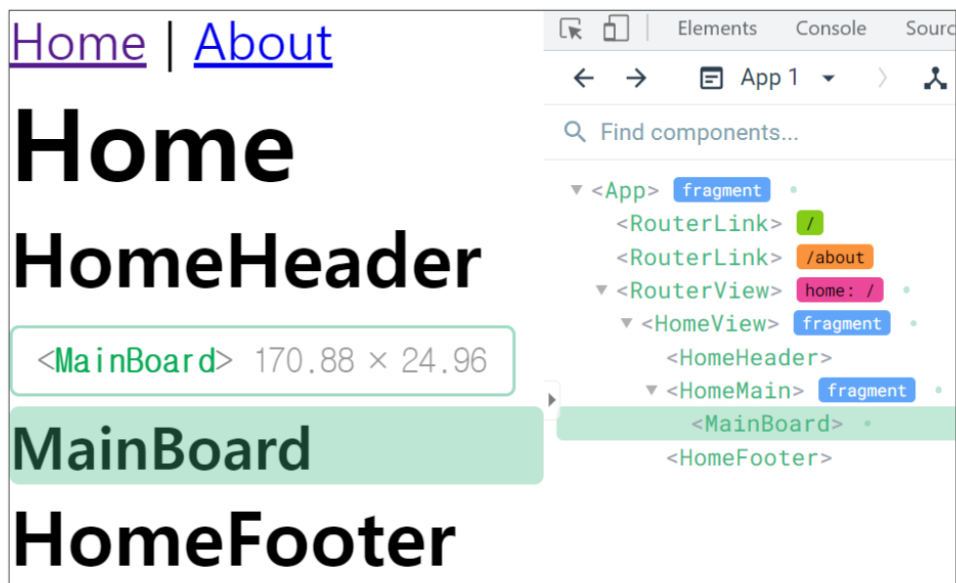 Home | About
Home
HomeHeader
<MainBoard> 170.88 × 24.96
MainBoard
HomeFooter
Elements Console Sourc
App 1
Find components...
<App> fragment
<RouterLink> /
<RouterLink> /about
<RouterView> home: /
<HomeView> fragment
<HomeHeader>
<HomeMain> fragment
<MainBoard>
<HomeFooter>